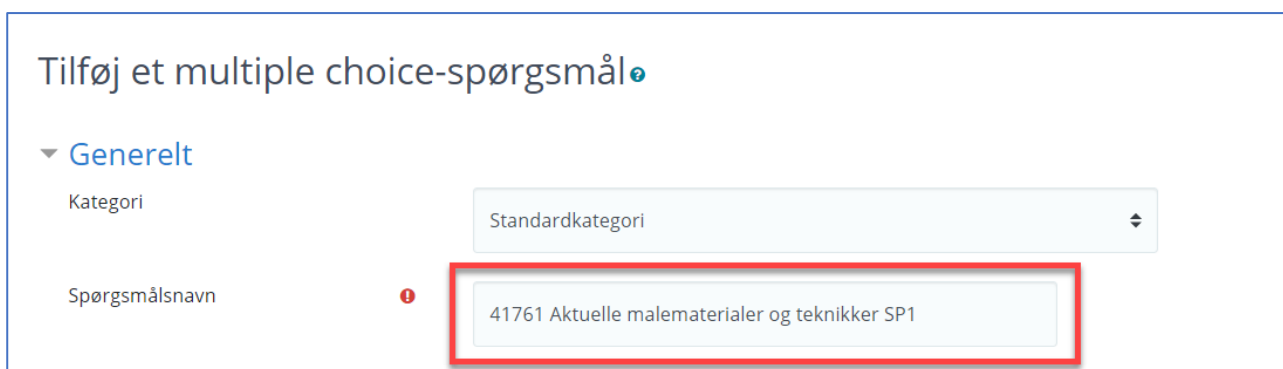 Tilføj et multiple choice-spørgsmål
Generelt
Kategori
Standardkategori
Spørgsmålsnavn
41761 Aktuelle malematerialer og teknikker SP1